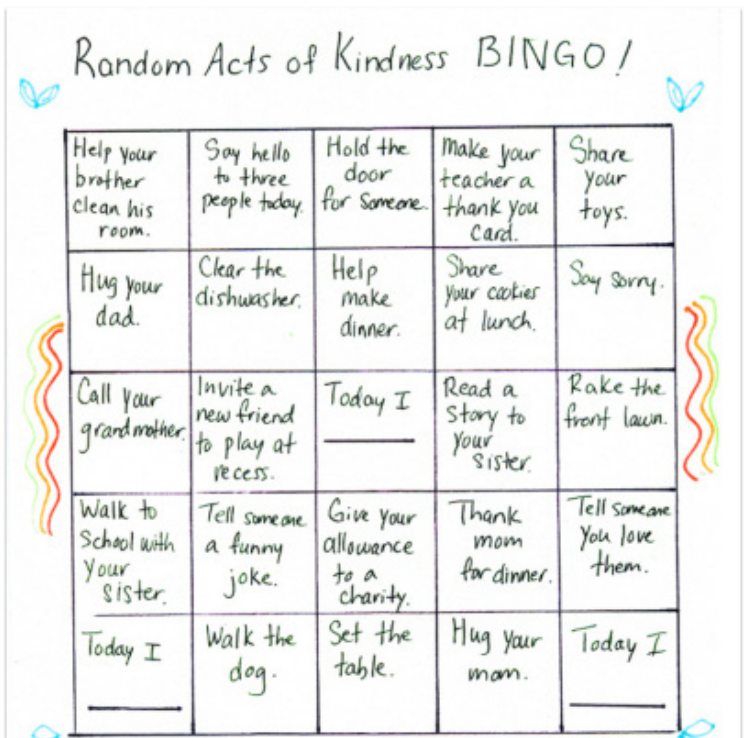 Random Acts of Kindness BINGO!
Help your
brother
clean his
room.
Say hello
to three
people today.
Hold the
door
for someone.
Make your
teacher a
thank you
card.
Share
your
toys.
Hug your
dad.
Clear the
dishwasher.
Help
make
dinner.
Share
your cookies
at lunch.
Say sorry.
Call your
grandmother.
Invite a
new friend
to play at
recess.
Today I
Read a
story to
your
sister.
Rake the
front lawn.
Walk to
School with
your
sister.
Tell someone
a funny
joke.
Give your
allowance
to a
charity.
Thank
mom
for dinner.
Tell someone
you love
them.
Today I
Walk the
dog.
Set the
table.
Hug your
mom.
Today I